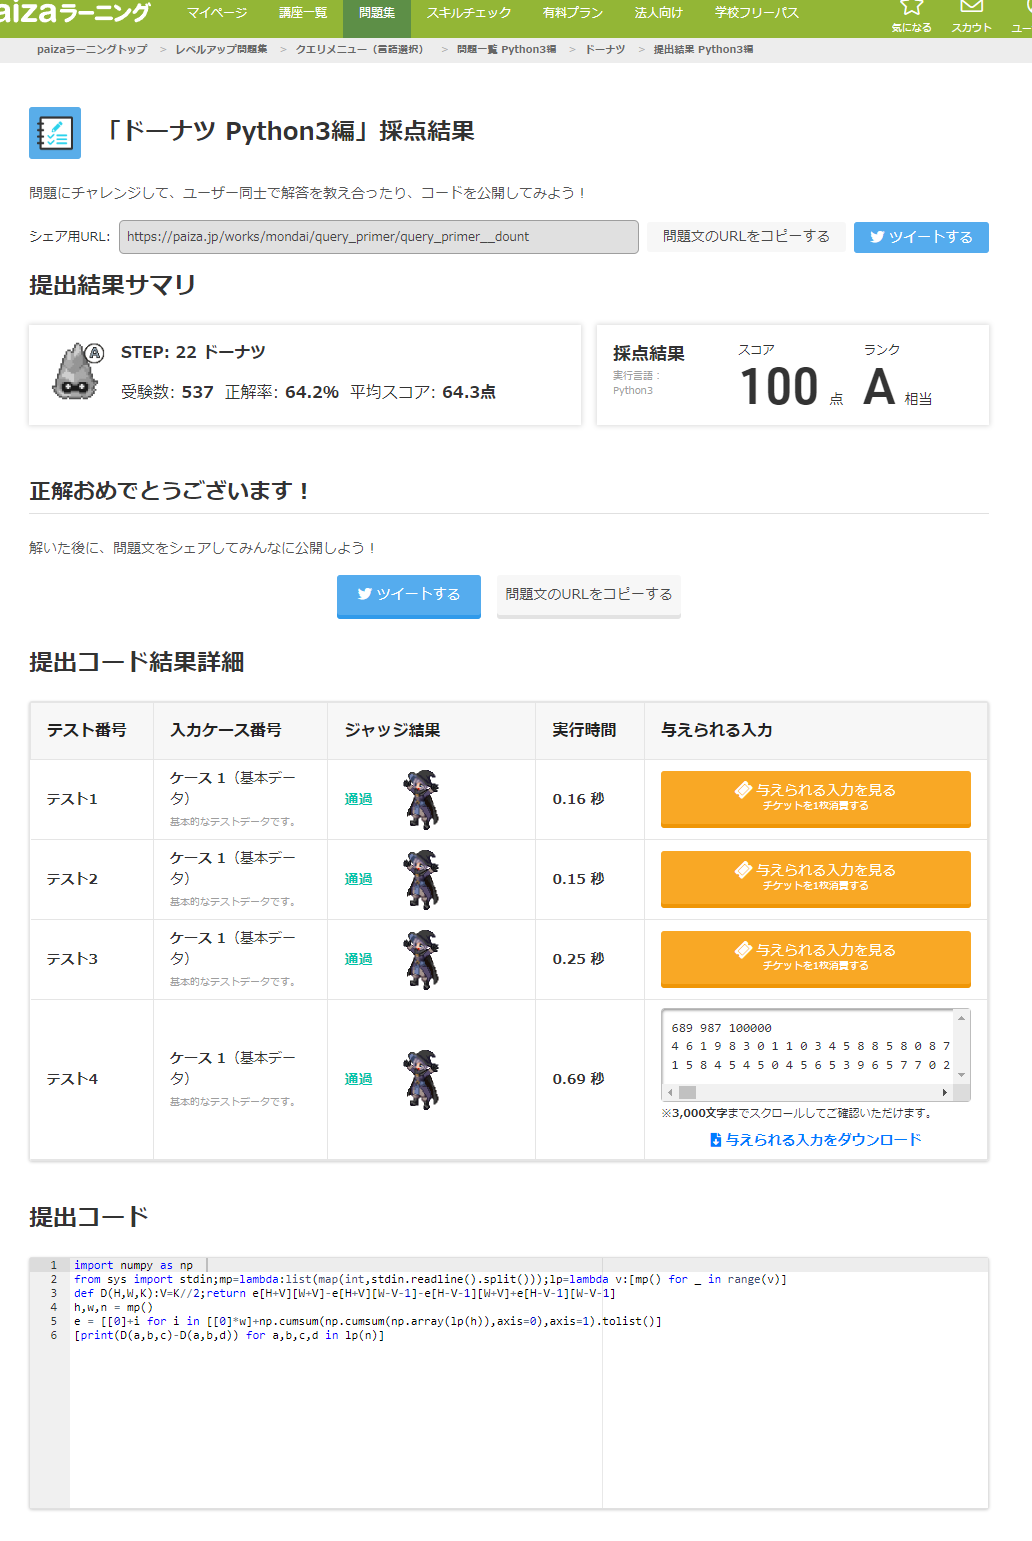 paizaラーニング
マイページ 講座一覧 問題集 スキルチェック 有料プラン 法人向け 学校フリーパス 気になる スカウト
paizaラーニングトップ > レベルアップ問題集 > クエリメニュー（言語選択） > 問題一覧 Python3編 > ドーナツ > 提出結果 Python3編
「ドーナツ Python3編」採点結果
問題にチャレンジして、ユーザー同士で解答を教え合ったり、コードを公開してみよう！
シェア用URL: https://paiza.jp/works/mondai/query_primer/query_primer__dount 問題文のURLをコピーする ツイートする
提出結果サマリ
STEP: 22 ドーナツ
受験数: 537 正解率: 64.2% 平均スコア: 64.3点
採点結果 スコア ランク
実行言語：
Python3
100 点 A 相当
正解おめでとうございます！
解いた後に、問題文をシェアしてみんなに公開しよう！
ツイートする 問題文のURLをコピーする
提出コード結果詳細
テスト番号 入力ケース番号 ジャッジ結果 実行時間 与えられる入力
テスト1 ケース 1（基本データ） 通過 0.16 秒 与えられる入力を見る
基本的なテストデータです。 チケットを1枚消費する
テスト2 ケース 1（基本データ） 通過 0.15 秒 与えられる入力を見る
基本的なテストデータです。 チケットを1枚消費する
テスト3 ケース 1（基本データ） 通過 0.25 秒 与えられる入力を見る
基本的なテストデータです。 チケットを1枚消費する
テスト4 ケース 1（基本データ） 通過 0.69 秒
基本的なテストデータです。
689 987 100000
4 6 1 9 8 3 0 1 1 0 3 4 5 8 8 5 8 0 8 7
1 5 8 4 5 4 5 0 4 5 6 5 3 9 6 5 7 7 0 2
※3,000文字までスクロールしてご確認いただけます。
与えられる入力をダウンロード
提出コード
1 import numpy as np
2 from sys import stdin;mp=lambda:list(map(int,stdin.readline().split()));lp=lambda v:[mp() for _ in range(v)]
3 def D(H,W,K):V=K//2;return e[H+V][W+V]-e[H+V][W-V-1]-e[H-V-1][W+V]+e[H-V-1][W-V-1]
4 h,w,n = mp()
5 e = [[0]+i for i in [[0]*w]+np.cumsum(np.cumsum(np.array(lp(h)),axis=0),axis=1).tolist()]
6 [print(D(a,b,c)-D(a,b,d)) for a,b,c,d in lp(n)]